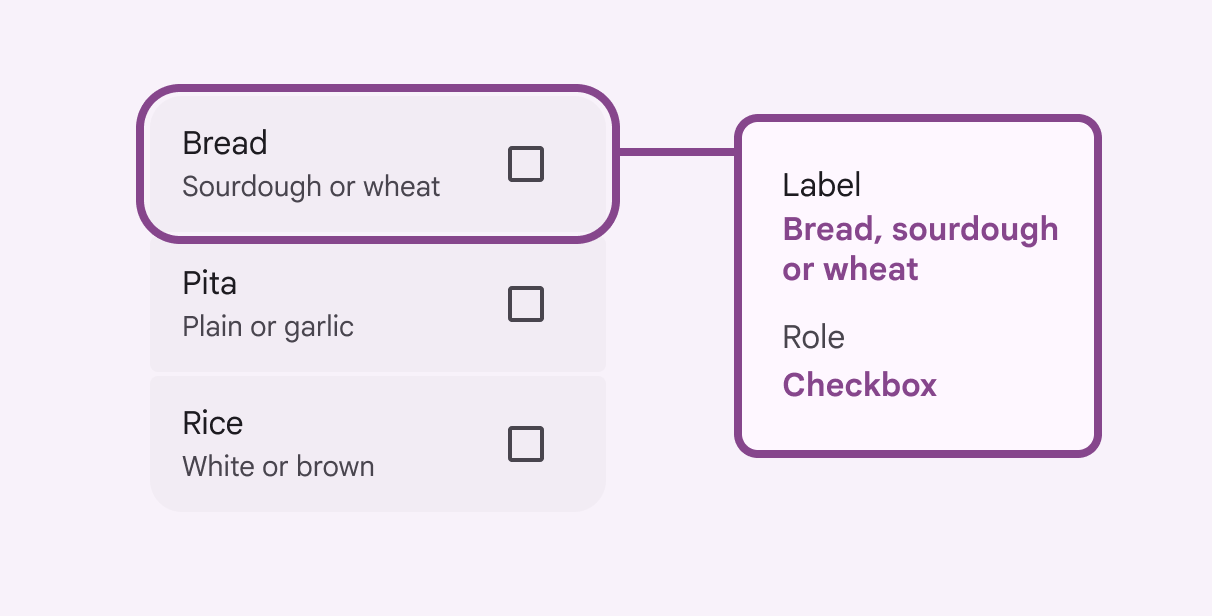 Bread
Sourdough or wheat
Pita
Plain or garlic
Rice
White or brown
Label
Bread, sourdough
or wheat
Role
Checkbox